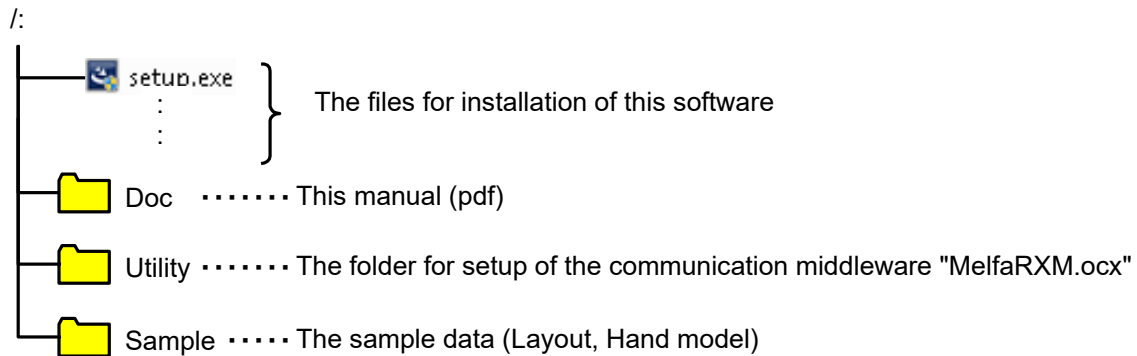 /:
setup.exe
:
:
The files for installation of this software
Doc ······· This manual (pdf)
Utility ······· The folder for setup of the communication middleware "MelfaRXM.ocx"
Sample ····· The sample data (Layout, Hand model)